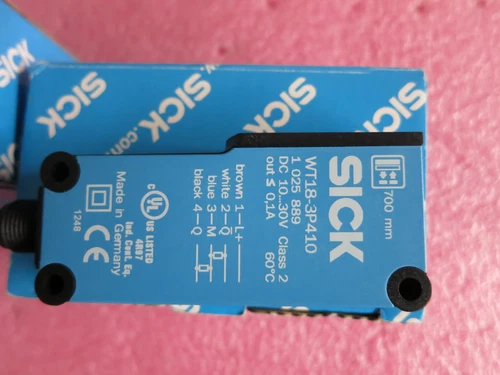 SICK
SICK
.com
SICK
700 mm
SICK
WT18-3P410
1 025 889
DC 10...30V Class 2
out ≤ 0,1A 60°C
brown 1 L+
white 2 Q̅
blue 3 M
black 4 Q
C UL US LISTED
Ind. Cont. Eq.
4R97
Made in Germany
1248
CE